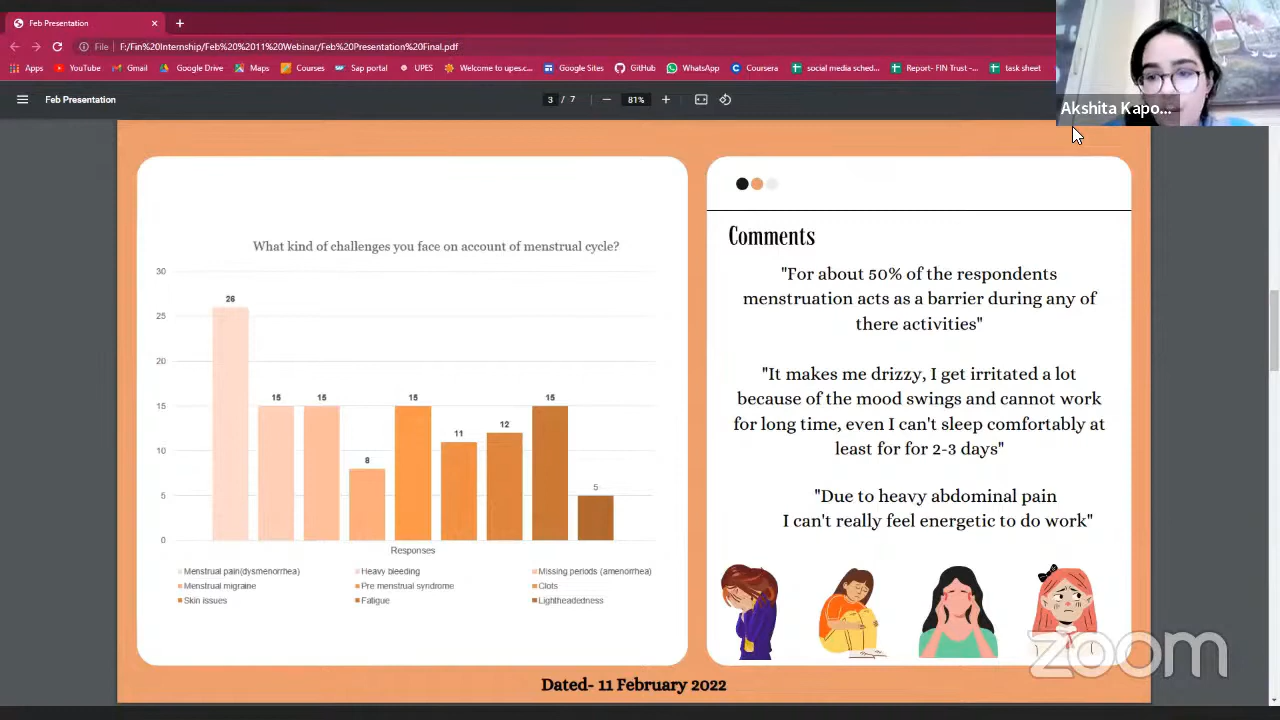 Feb Presentation
File F:/Fin%20Internship/Feb%20%2011%20Webinar/Feb%20Presentation%20Final.pdf
Apps YouTube Gmail Google Drive Maps Courses Sap portal UPES Welcome to upes.c... Google Sites GitHub WhatsApp Coursera social media sched... Report- FIN Trust -... task sheet
Feb Presentation 3 / 7 81%
Akshita Kapo...
What kind of challenges you face on account of menstrual cycle?
30
25
20
15
10
5
0
26
15
15
8
15
11
12
15
5
Responses
Menstrual pain(dysmenorrhea) Heavy bleeding Missing periods (amenorrhea)
Menstrual migraine Pre menstrual syndrome Clots
Skin issues Fatigue Lightheadedness
Comments
"For about 50% of the respondents
menstruation acts as a barrier during any of
there activities"
"It makes me drizzy, I get irritated a lot
because of the mood swings and cannot work
for long time, even I can't sleep comfortably at
least for for 2-3 days"
"Due to heavy abdominal pain
I can't really feel energetic to do work"
zoom
Dated- 11 February 2022